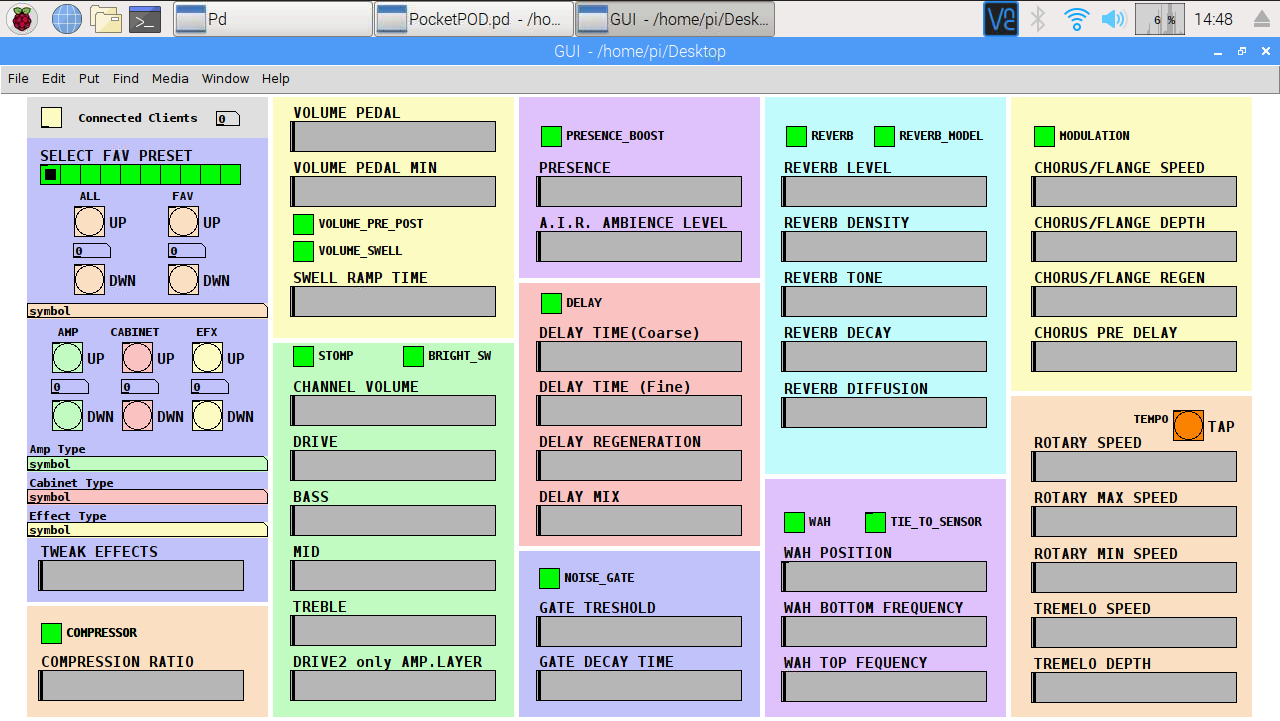 Pd
PocketPOD.pd - /ho...
GUI - /home/pi/Desk...
6 %
14:48
GUI - /home/pi/Desktop
File Edit Put Find Media Window Help
Connected Clients 0
SELECT FAV PRESET
ALL FAV
UP UP
0 0
DWN DWN
symbol
AMP CABINET EFX
UP UP UP
0 0 0
DWN DWN DWN
Amp Type
symbol
Cabinet Type
symbol
Effect Type
symbol
TWEAK EFFECTS
COMPRESSOR
COMPRESSION RATIO
VOLUME PEDAL
VOLUME PEDAL MIN
VOLUME_PRE_POST
VOLUME_SWELL
SWELL RAMP TIME
STOMP BRIGHT_SW
CHANNEL VOLUME
DRIVE
BASS
MID
TREBLE
DRIVE2 only AMP.LAYER
PRESENCE_BOOST
PRESENCE
A.I.R. AMBIENCE LEVEL
DELAY
DELAY TIME(Coarse)
DELAY TIME (Fine)
DELAY REGENERATION
DELAY MIX
NOISE_GATE
GATE TRESHOLD
GATE DECAY TIME
REVERB REVERB_MODEL
REVERB LEVEL
REVERB DENSITY
REVERB TONE
REVERB DECAY
REVERB DIFFUSION
WAH TIE_TO_SENSOR
WAH POSITION
WAH BOTTOM FREQUENCY
WAH TOP FEQUENCY
MODULATION
CHORUS/FLANGE SPEED
CHORUS/FLANGE DEPTH
CHORUS/FLANGE REGEN
CHORUS PRE DELAY
TEMPO TAP
ROTARY SPEED
ROTARY MAX SPEED
ROTARY MIN SPEED
TREMELO SPEED
TREMELO DEPTH